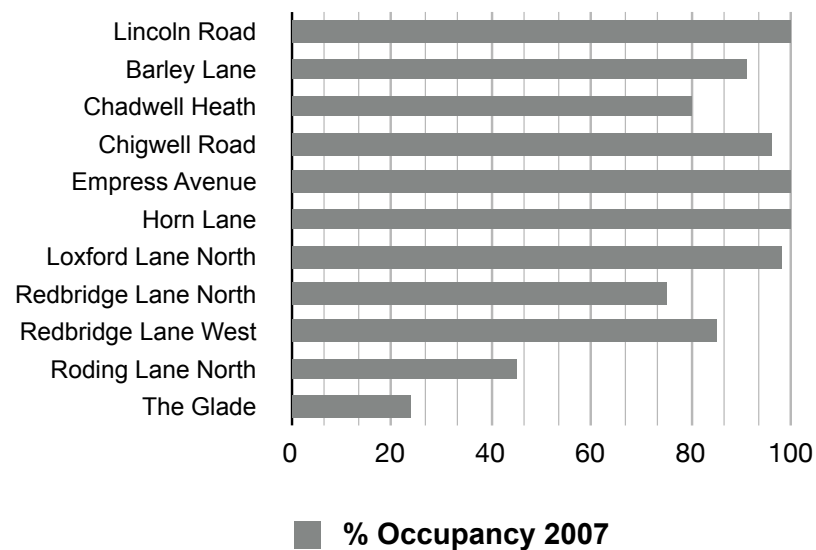 Lincoln Road
Barley Lane
Chadwell Heath
Chigwell Road
Empress Avenue
Horn Lane
Loxford Lane North
Redbridge Lane North
Redbridge Lane West
Roding Lane North
The Glade
0 20 40 60 80 100
% Occupancy 2007